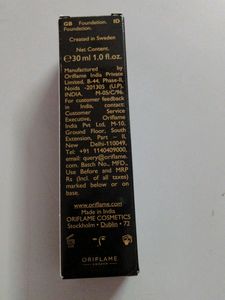 GB Foundation. ID
Foundation.
Created in Sweden
Net Content.
℮30 ml 1.0 fl.oz.
Manufactured by
Oriflame India Private
Limited, B-44, Phase-II,
Noida -201305 (U.P),
INDIA. M-05/C/96.
For customer feedback
in India, contact:
Customer Service
Executive, Oriflame
India Pvt Ltd, M-10,
Ground Floor, South
Extension, Part – II,
New Delhi-110049,
Tel: +91 1140409000,
email: query@oriflame.
com. Batch No., MFD.,
Use Before and MRP
Rs (Incl. of all taxes)
marked below or on
base.
www.oriflame.com
Made in India
ORIFLAME COSMETICS
Stockholm • Dublin • 72
ORIFLAME
SWEDEN